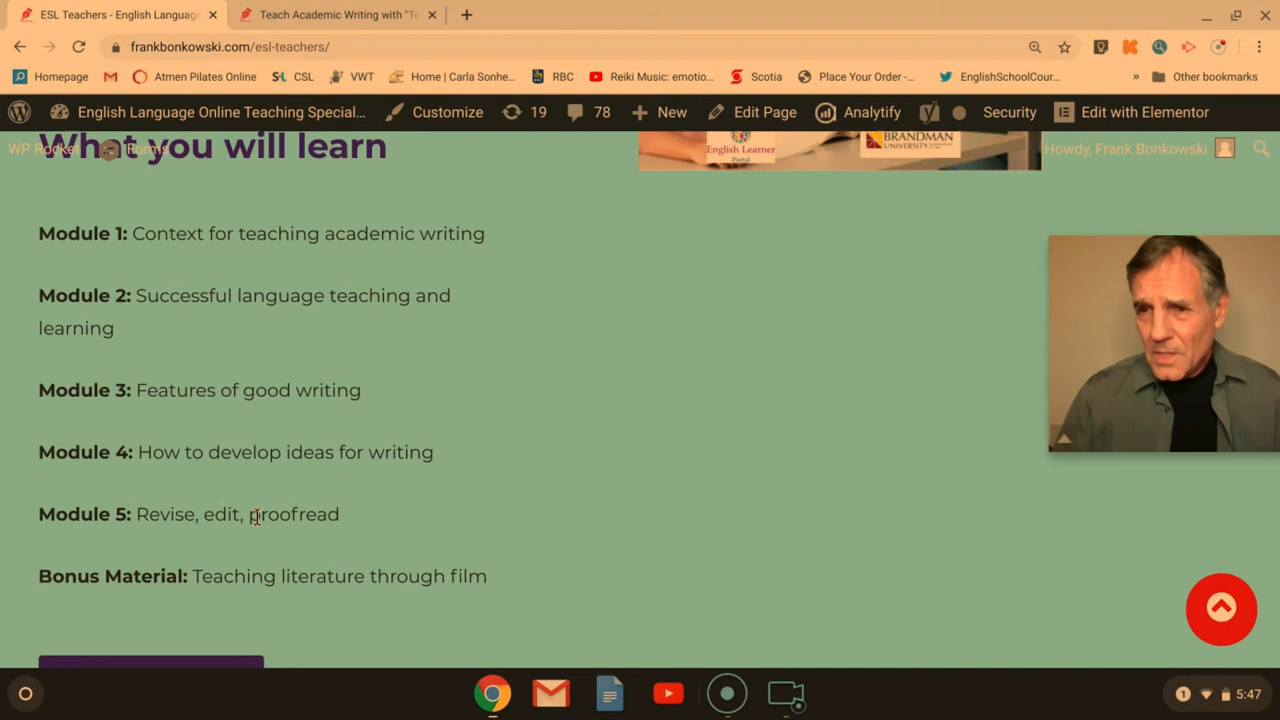 ESL Teachers - English Language
Teach Academic Writing with "Te
frankbonkowski.com/esl-teachers/
Homepage
Atmen Pilates Online
CSL
VWT
Home | Carla Sonhe...
RBC
Reiki Music: emotio...
Scotia
Place Your Order -...
EnglishSchoolCour...
»
Other bookmarks
English Language Online Teaching Special...
Customize
19
78
New
Edit Page
Analytify
Security
Edit with Elementor
WP Rocket
Forms
Howdy, Frank Bonkowski
What you will learn
English Learner
Portal
BRANDMAN
UNIVERSITY
Module 1: Context for teaching academic writing
Module 2: Successful language teaching and
learning
Module 3: Features of good writing
Module 4: How to develop ideas for writing
Module 5: Revise, edit, proofread
Bonus Material: Teaching literature through film
1
5:47